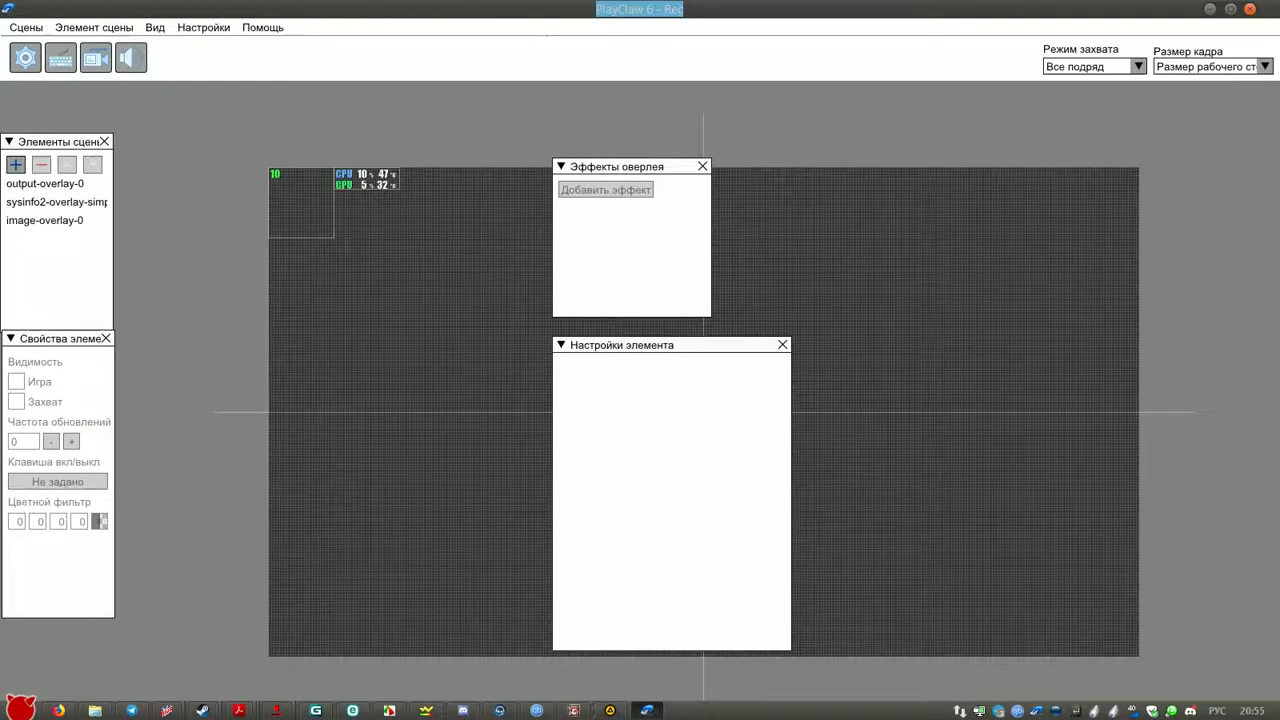 PlayClaw 6 - Rec
Сцены Элемент сцены Вид Настройки Помощь
Режим захвата
Все подряд
Размер кадра
Размер рабочего ст
Элементы сцены
output-overlay-0
sysinfo2-overlay-simp
image-overlay-0
10
CPU 10 % 47 °c
GPU 5 % 32 °c
Эффекты оверлея
Добавить эффект
Настройки элемента
Свойства элеме
Видимость
Игра
Захват
Частота обновлений
0 - +
Клавиша вкл/выкл
Не задано
Цветной фильтр
0 0 0 0
РУС 20:55